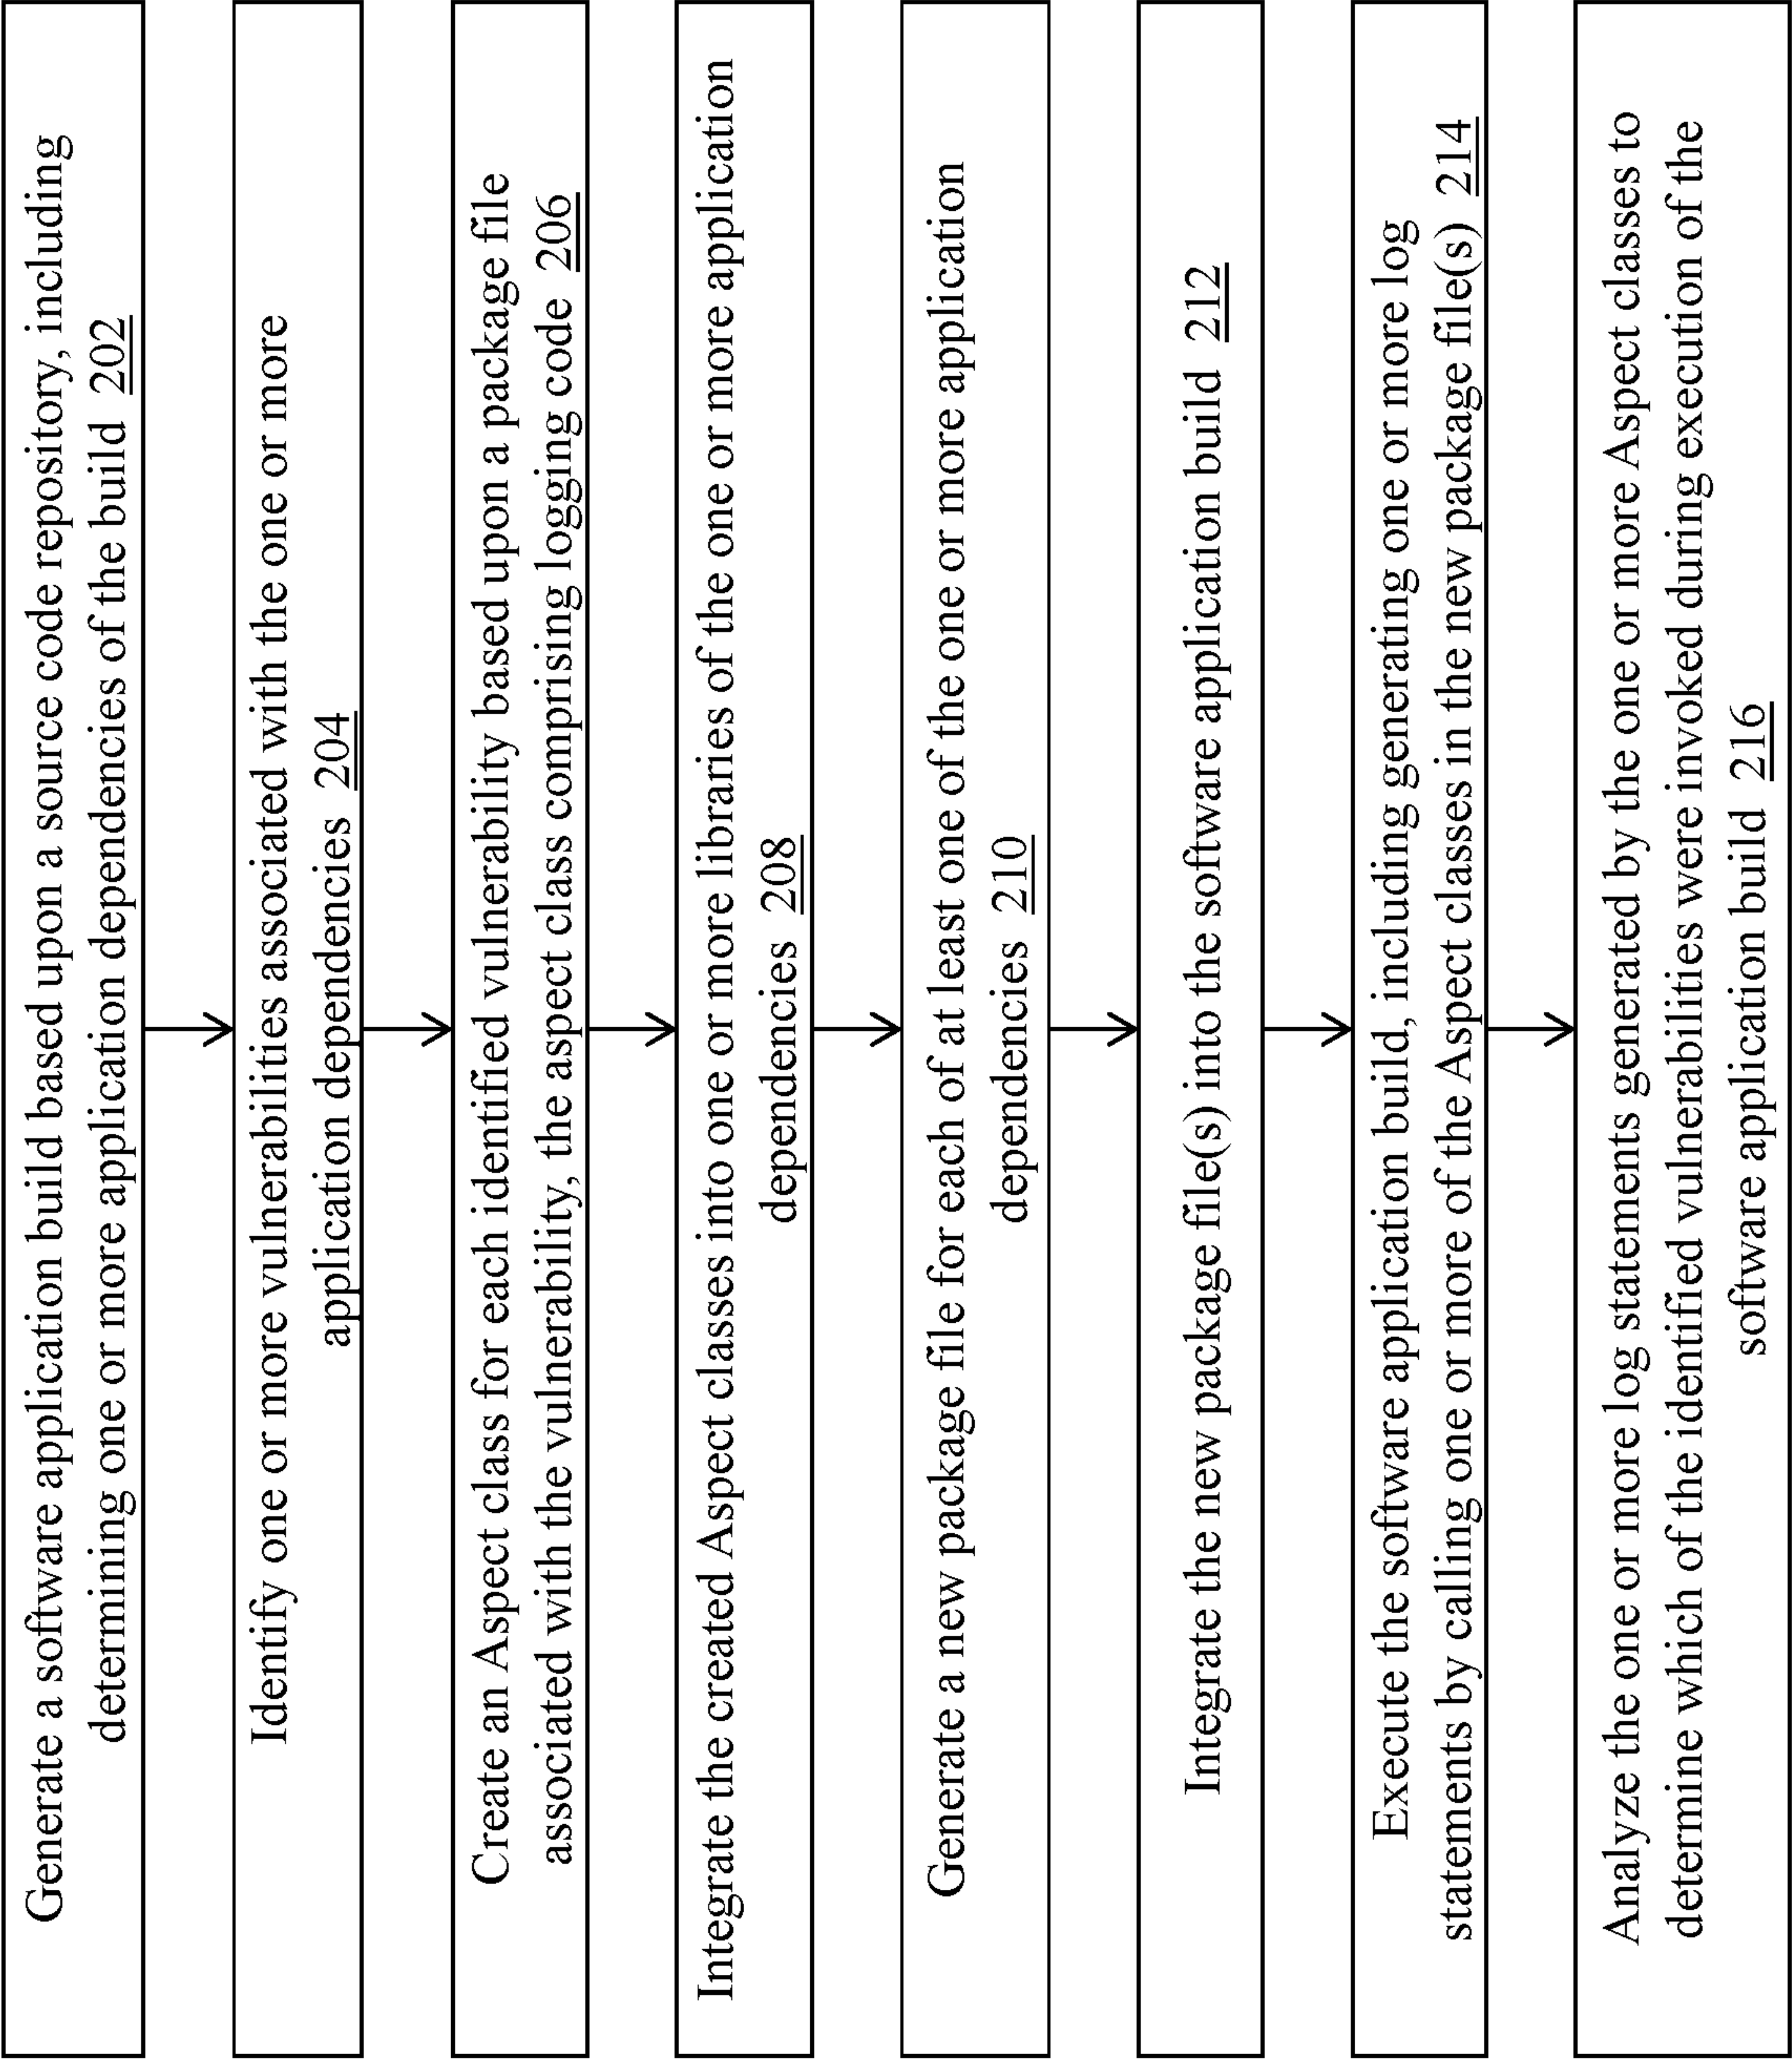 Generate a software application build based upon a source code repository, including
determining one or more application dependencies of the build 202
Identify one or more vulnerabilities associated with the one or more
application dependencies 204
Create an Aspect class for each identified vulnerability based upon a package file
associated with the vulnerability, the aspect class comprising logging code 206
Integrate the created Aspect classes into one or more libraries of the one or more application
dependencies 208
Generate a new package file for each of at least one of the one or more application
dependencies 210
Integrate the new package file(s) into the software application build 212
Execute the software application build, including generating one or more log
statements by calling one or more of the Aspect classes in the new package file(s) 214
Analyze the one or more log statements generated by the one or more Aspect classes to
determine which of the identified vulnerabilities were invoked during execution of the
software application build 216